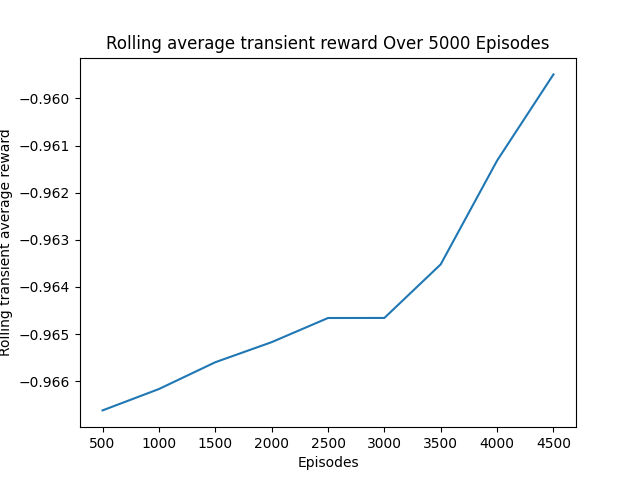 Rolling average transient reward Over 5000 Episodes
Rolling transient average reward
−0.960
−0.961
−0.962
−0.963
−0.964
−0.965
−0.966
500 1000 1500 2000 2500 3000 3500 4000 4500
Episodes